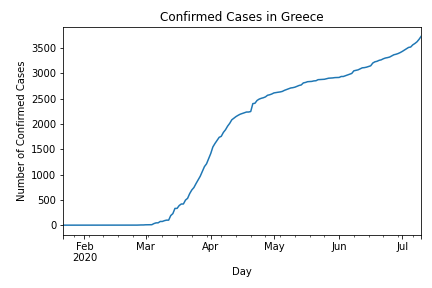 Confirmed Cases in Greece
Number of Confirmed Cases
3500
3000
2500
2000
1500
1000
500
0
Feb Mar Apr May Jun Jul
2020
Day